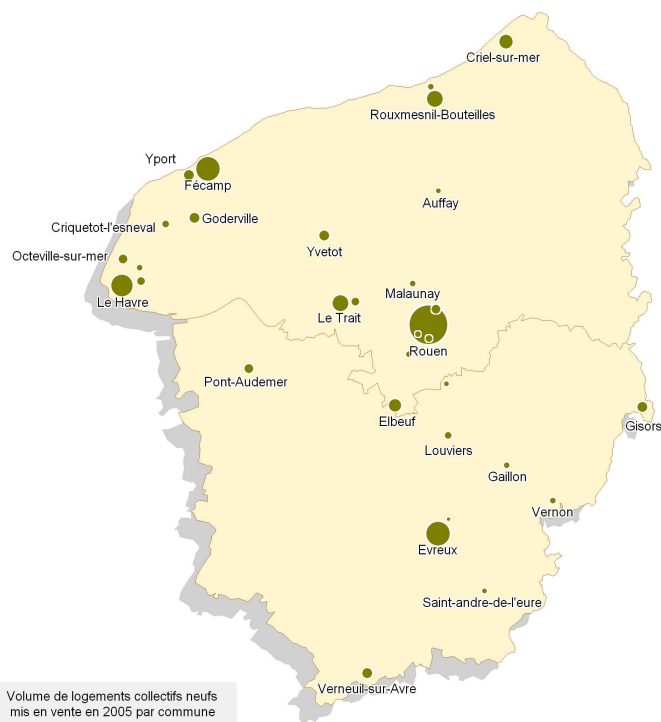 Criel-sur-mer
Rouxmesnil-Bouteilles
Yport
Fécamp
Auffay
Criquetot-l'esneval
Goderville
Yvetot
Octeville-sur-mer
Le Havre
Malaunay
Le Trait
Rouen
Pont-Audemer
Elbeuf
Gisors
Louviers
Gaillon
Vernon
Evreux
Saint-andre-de-l'eure
Verneuil-sur-Avre
Volume de logements collectifs neufs
mis en vente en 2005 par commune